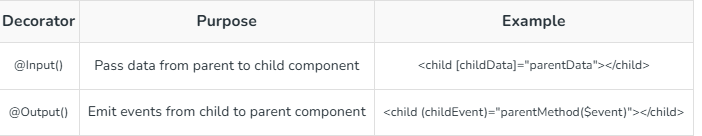 Decorator Purpose Example
@Input() Pass data from parent to child component <child [childData]="parentData"></child>
@Output() Emit events from child to parent component <child (childEvent)="parentMethod($event)"></child>